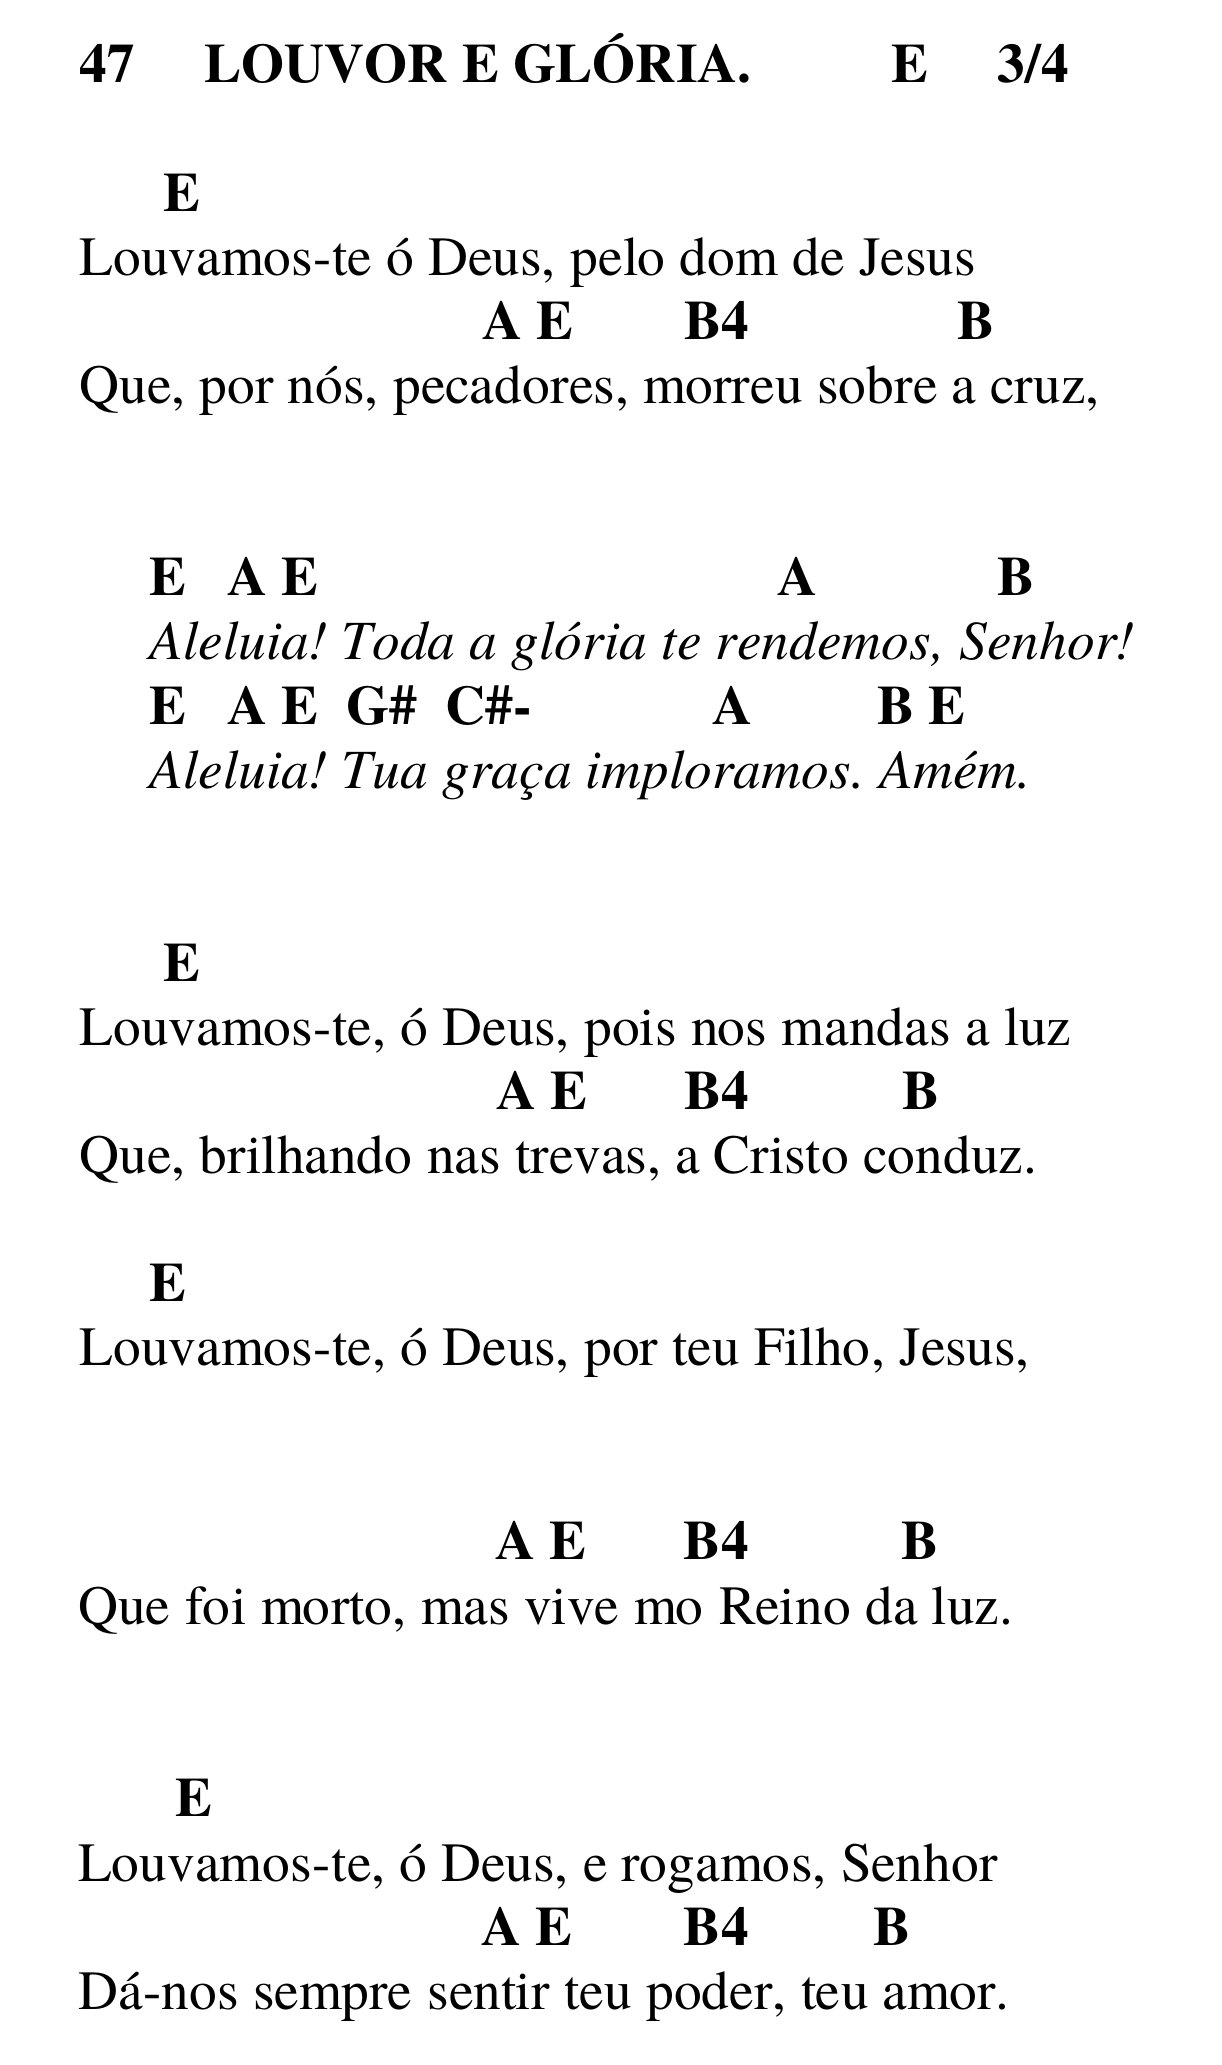 47 LOUVOR E GLÓRIA. E 3/4
E
Louvamos-te ó Deus, pelo dom de Jesus
A E B4 B
Que, por nós, pecadores, morreu sobre a cruz,
E A E A B
Aleluia! Toda a glória te rendemos, Senhor!
E A E G# C#- A B E
Aleluia! Tua graça imploramos. Amém.
E
Louvamos-te, ó Deus, pois nos mandas a luz
A E B4 B
Que, brilhando nas trevas, a Cristo conduz.
E
Louvamos-te, ó Deus, por teu Filho, Jesus,
A E B4 B
Que foi morto, mas vive mo Reino da luz.
E
Louvamos-te, ó Deus, e rogamos, Senhor
A E B4 B
Dá-nos sempre sentir teu poder, teu amor.